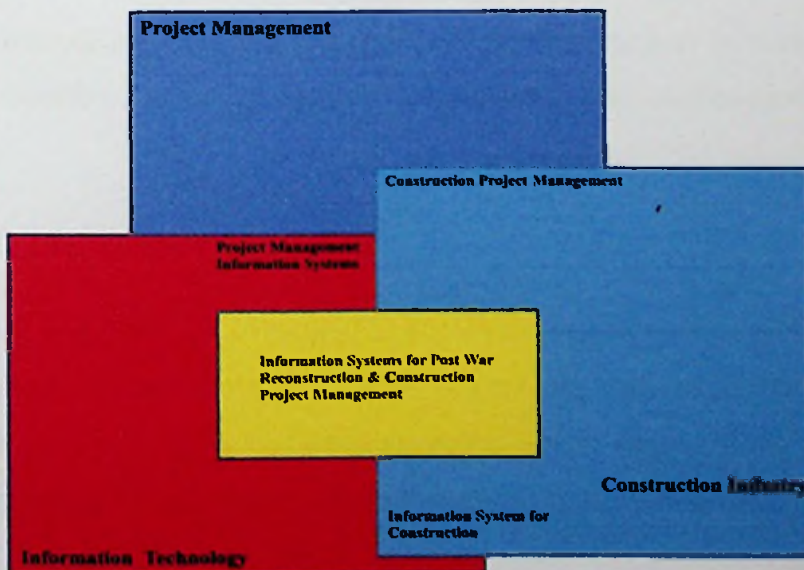 Project Management
Construction Project Management
Project Management
Information Systems
Information Systems for Post War
Reconstruction & Construction
Project Management
Construction Industry
Information System for
Construction
Information Technology